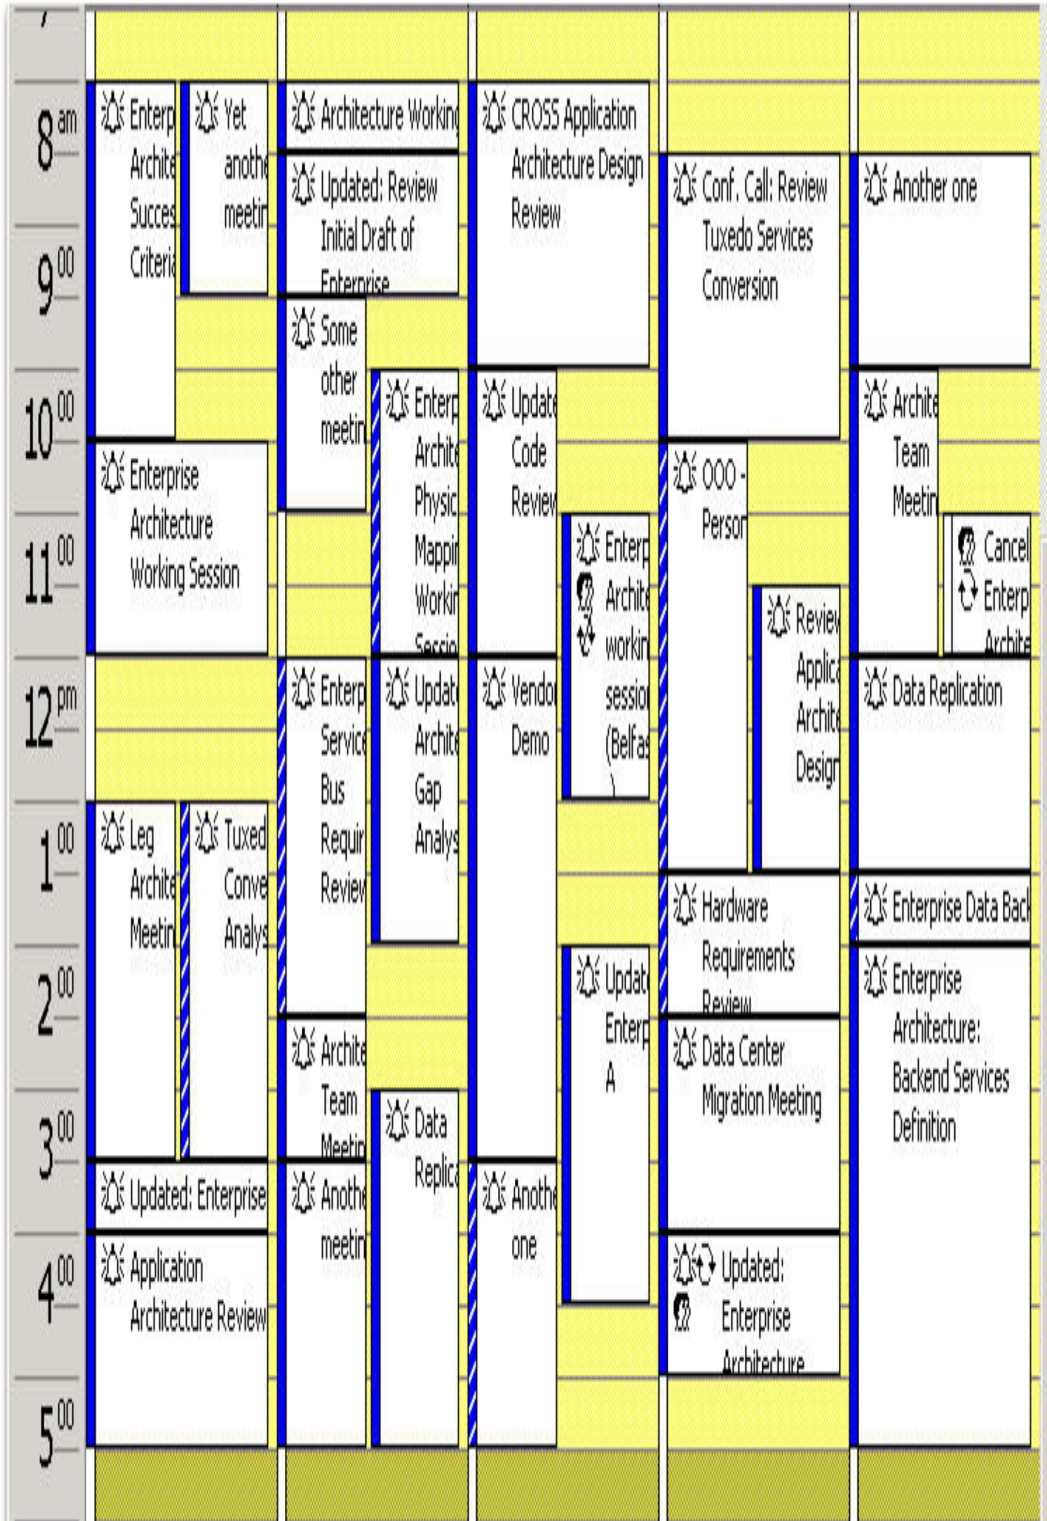 8 am
9 00
10 00
11 00
12 pm
1 00
2 00
3 00
4 00
5 00
Enterp
Archite
Succes
Criteria
Yet
anothe
meetin
Enterprise
Architecture
Working Session
Leg
Archite
Meetin
Tuxed
Conve
Analys
Updated: Enterprise
Application
Architecture Review
Architecture Working
Updated: Review
Initial Draft of
Enterprise
Some
other
meetin
Enterp
Archite
Physic
Mappin
Workin
Sessio
Enterp
Service
Bus
Requir
Review
Update
Archite
Gap
Analys
Archite
Team
Meetin
Data
Replica
Anothe
meetin
CROSS Application
Architecture Design
Review
Update
Code
Review
Enterp
Archite
workin
session
(Belfas
)
Vendor
Demo
Update
Enterp
A
Anothe
one
Conf. Call: Review
Tuxedo Services
Conversion
OOO -
Person
Review
Applica
Archite
Design
Hardware
Requirements
Review
Data Center
Migration Meeting
Updated:
Enterprise
Architecture
Another one
Archite
Team
Meetin
Cancel
Enterp
Archite
Data Replication
Enterprise Data Back
Enterprise
Architecture:
Backend Services
Definition